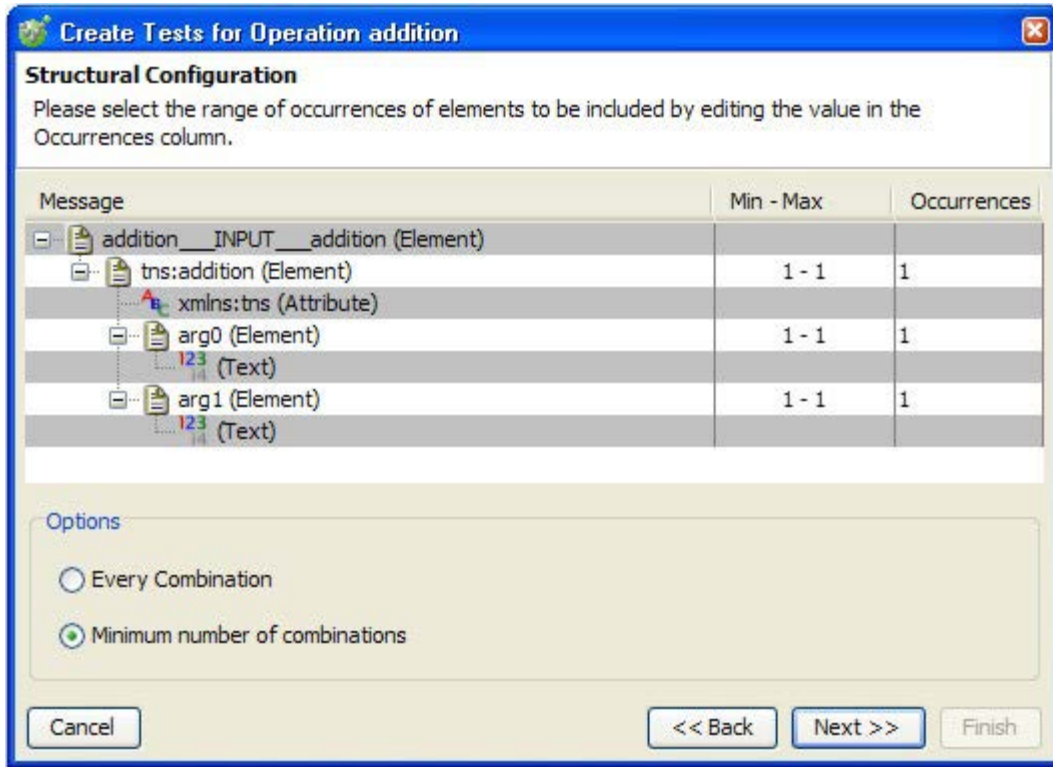 Create Tests for Operation addition
Structural Configuration
Please select the range of occurrences of elements to be included by editing the value in the
Occurrences column.
Message Min - Max Occurrences
addition___INPUT___addition (Element)
tns:addition (Element) 1 - 1 1
ABC xmlns:tns (Attribute)
arg0 (Element) 1 - 1 1
123 (Text)
arg1 (Element) 1 - 1 1
123 (Text)
Options
Every Combination
Minimum number of combinations
Cancel << Back Next >> Finish